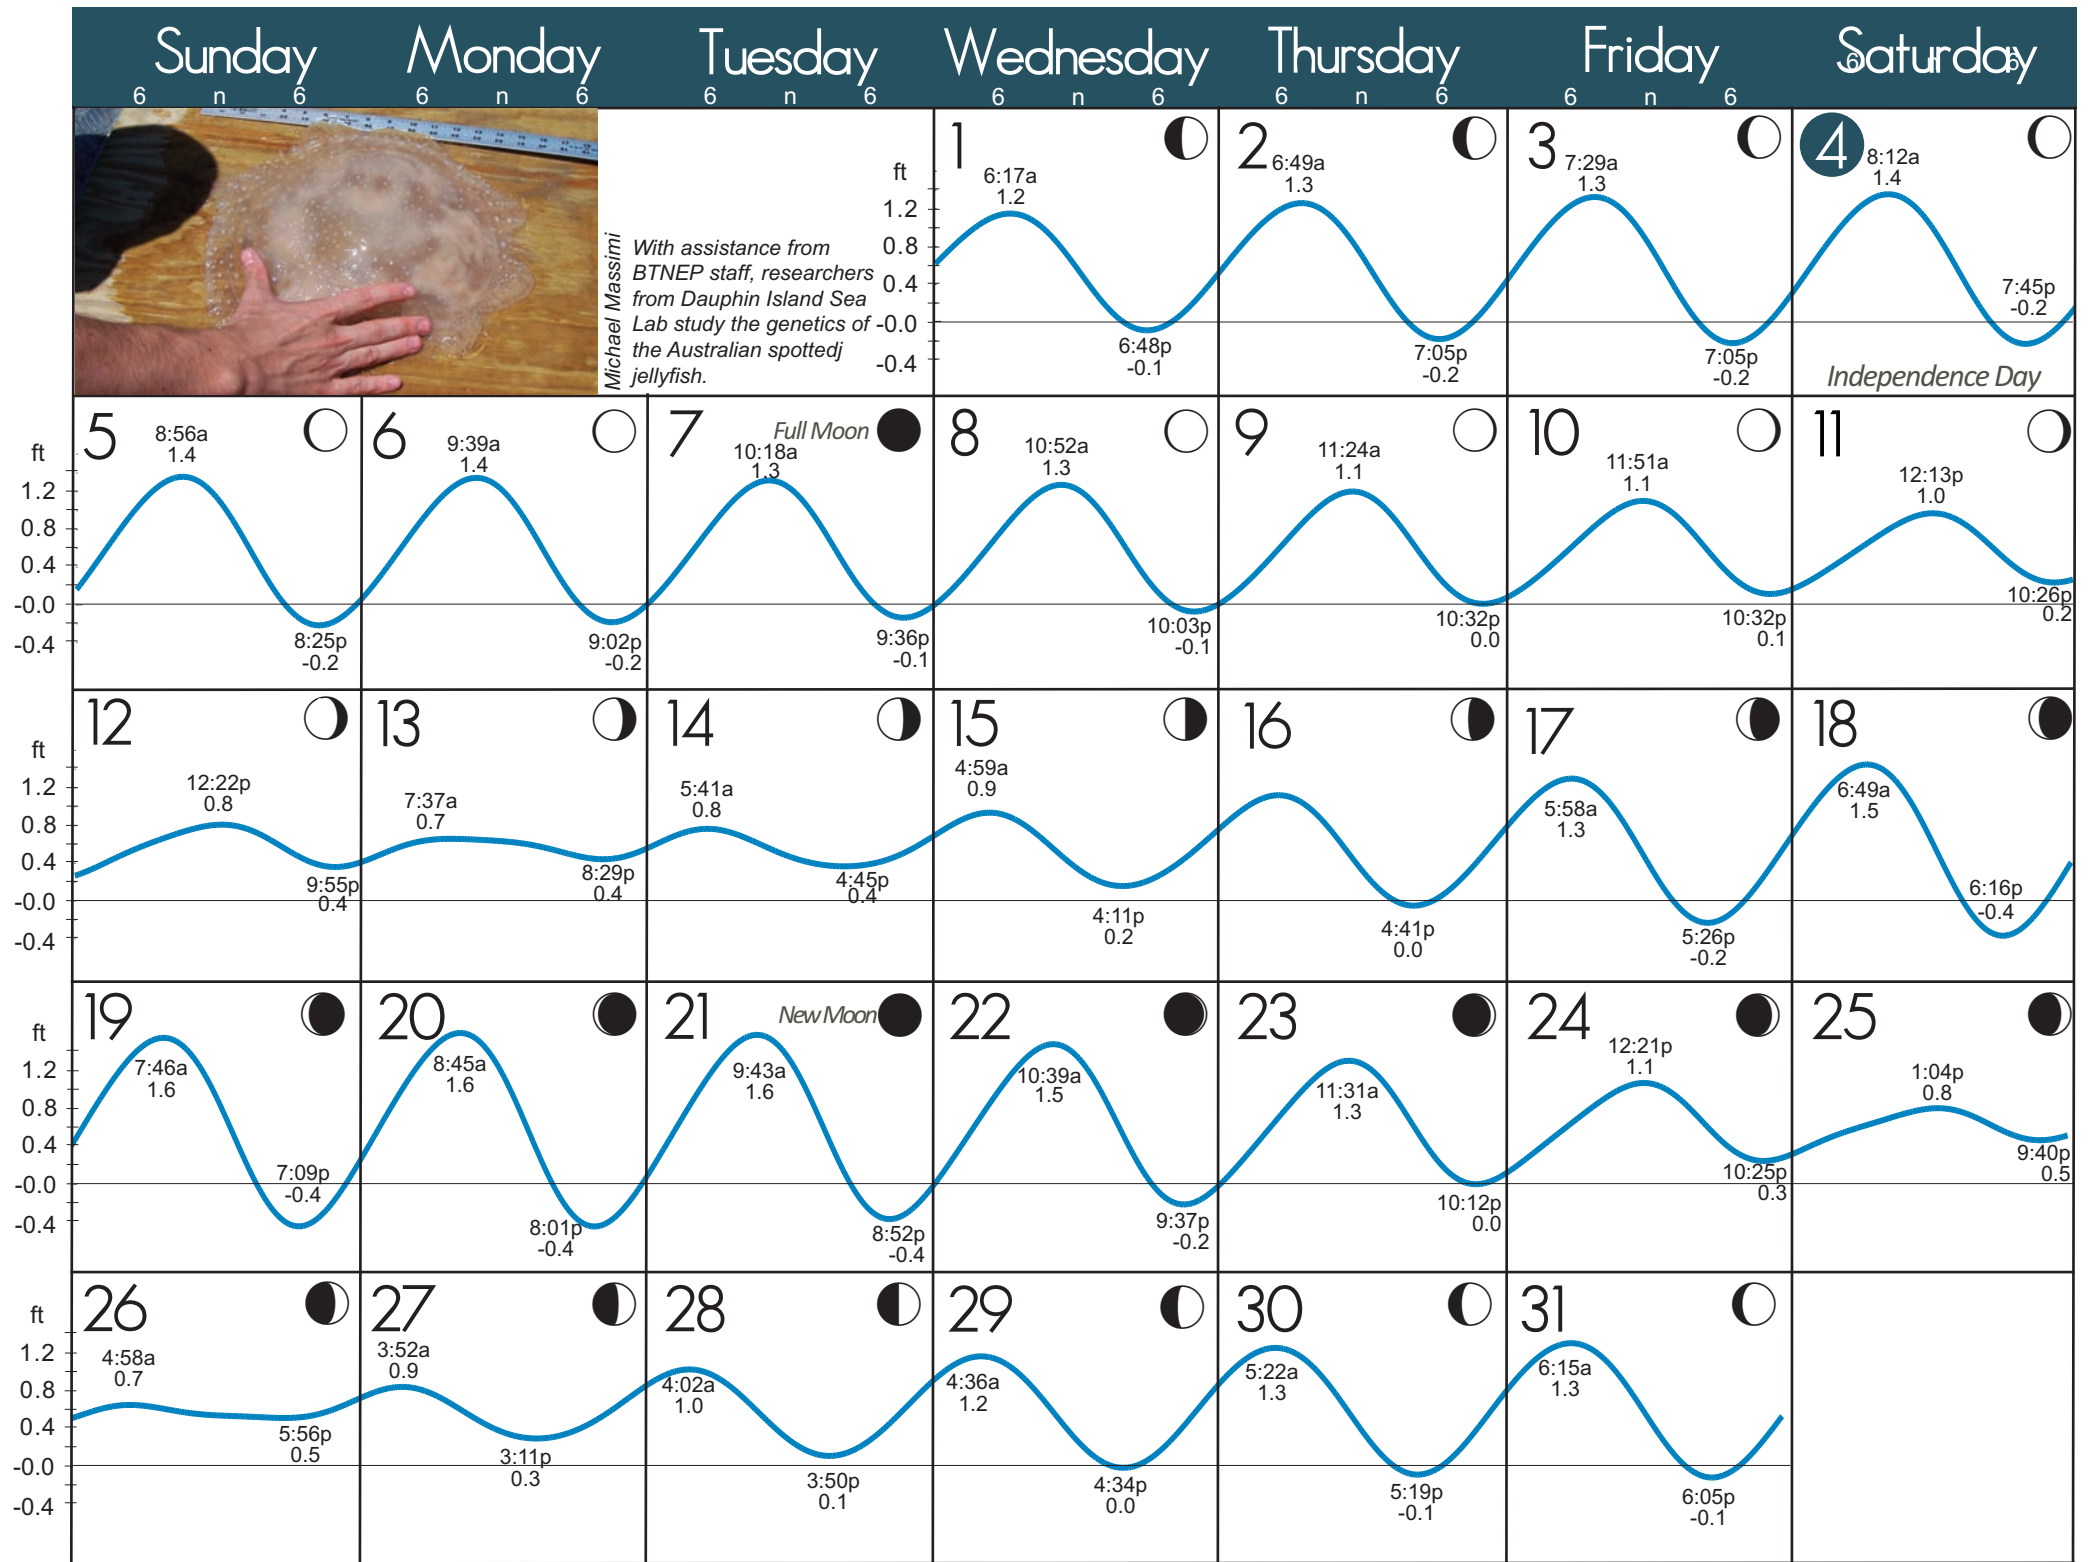 Sunday Monday Tuesday Wednesday Thursday Friday Saturday
6 n 6 6 n 6 6 n 6 6 n 6 6 n 6 6 n 6 6 n 6
Michael Massimi
With assistance from
BTNEP staff, researchers
from Dauphin Island Sea
Lab study the genetics of
the Australian spottedj
jellyfish.
ft
1.2
0.8
0.4
-0.0
-0.4
1
6:17a
1.2
6:48p
-0.1
2
6:49a
1.3
7:05p
-0.2
3
7:29a
1.3
7:05p
-0.2
4
8:12a
1.4
7:45p
-0.2
Independence Day
ft
1.2
0.8
0.4
-0.0
-0.4
5
8:56a
1.4
8:25p
-0.2
6
9:39a
1.4
9:02p
-0.2
7
Full Moon
10:18a
1.3
9:36p
-0.1
8
10:52a
1.3
10:03p
-0.1
9
11:24a
1.1
10:32p
0.0
10
11:51a
1.1
10:32p
0.1
11
12:13p
1.0
10:26p
0.2
ft
1.2
0.8
0.4
-0.0
-0.4
12
12:22p
0.8
9:55p
0.4
13
7:37a
0.7
8:29p
0.4
14
5:41a
0.8
4:45p
0.4
15
4:59a
0.9
4:11p
0.2
16
4:41p
0.0
17
5:58a
1.3
5:26p
-0.2
18
6:49a
1.5
6:16p
-0.4
ft
1.2
0.8
0.4
-0.0
-0.4
19
7:46a
1.6
7:09p
-0.4
20
8:45a
1.6
8:01p
-0.4
21
New Moon
9:43a
1.6
8:52p
-0.4
22
10:39a
1.5
9:37p
-0.2
23
11:31a
1.3
10:12p
0.0
24
12:21p
1.1
10:25p
0.3
25
1:04p
0.8
9:40p
0.5
ft
1.2
0.8
0.4
-0.0
-0.4
26
4:58a
0.7
5:56p
0.5
27
3:52a
0.9
3:11p
0.3
28
4:02a
1.0
3:50p
0.1
29
4:36a
1.2
4:34p
0.0
30
5:22a
1.3
5:19p
-0.1
31
6:15a
1.3
6:05p
-0.1